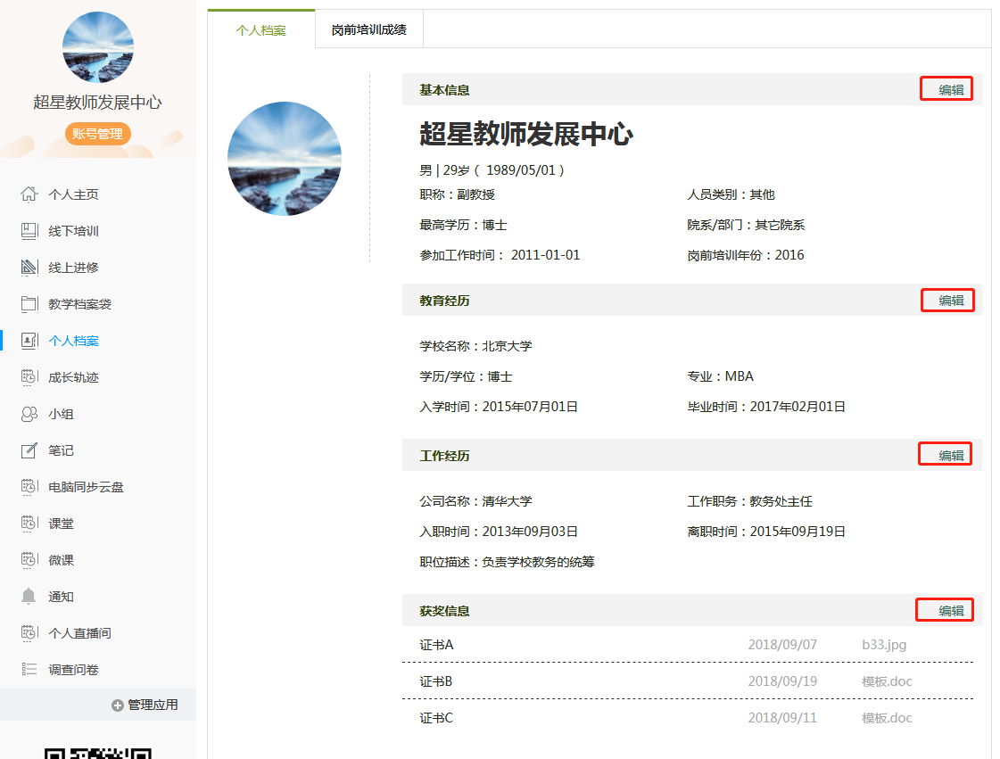 超星教师发展中心
账号管理
个人主页
线下培训
线上进修
教学档案袋
个人档案
成长轨迹
小组
笔记
电脑同步云盘
课堂
微课
通知
个人直播间
调查问卷
管理应用
个人档案 岗前培训成绩
基本信息 编辑
超星教师发展中心
男 | 29岁 ( 1989/05/01 )
职称：副教授 人员类别：其他
最高学历：博士 院系/部门：其它院系
参加工作时间： 2011-01-01 岗前培训年份：2016
教育经历 编辑
学校名称：北京大学
学历/学位：博士 专业：MBA
入学时间：2015年07月01日 毕业时间：2017年02月01日
工作经历 编辑
公司名称：清华大学 工作职务：教务处主任
入职时间：2013年09月03日 离职时间：2015年09月19日
职位描述：负责学校教务的统筹
获奖信息 编辑
证书A 2018/09/07 b33.jpg
证书B 2018/09/19 模板.doc
证书C 2018/09/11 模板.doc